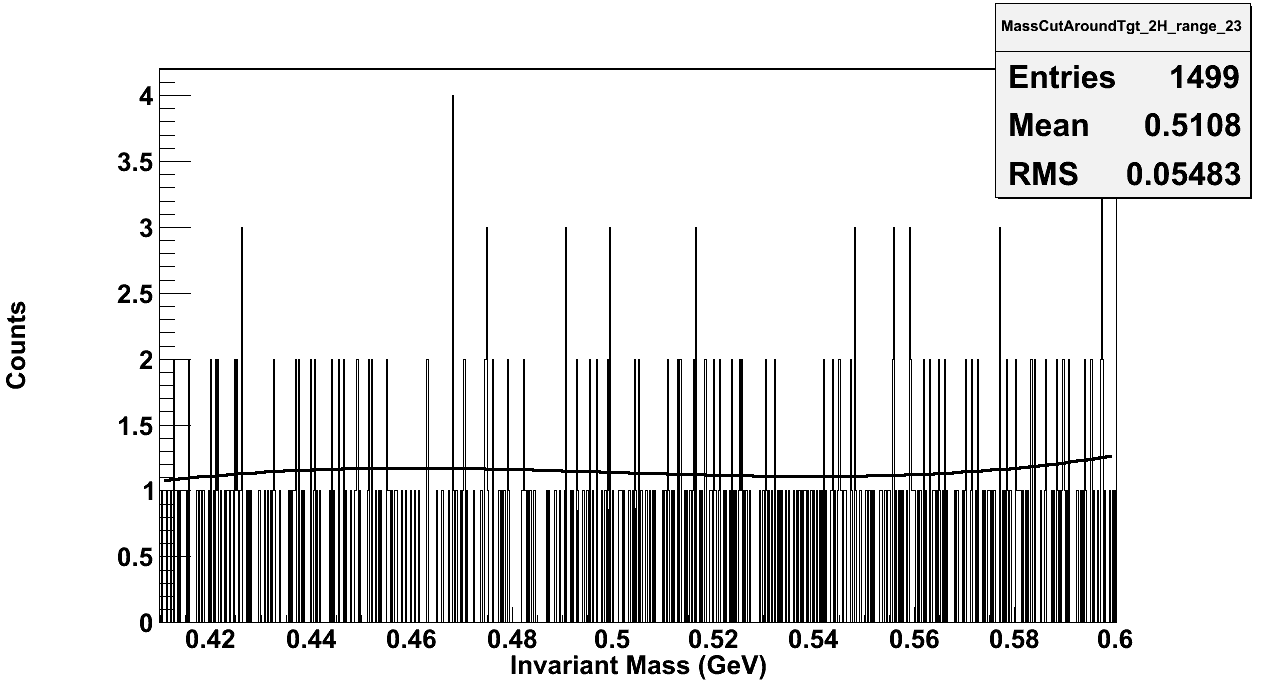 MassCutAroundTgt_2H_range_23
Entries 1499
Mean 0.5108
RMS 0.05483
4
3.5
3
2.5
2
1.5
1
0.5
0
Counts
0.42 0.44 0.46 0.48 0.5 0.52 0.54 0.56 0.58 0.6
Invariant Mass (GeV)